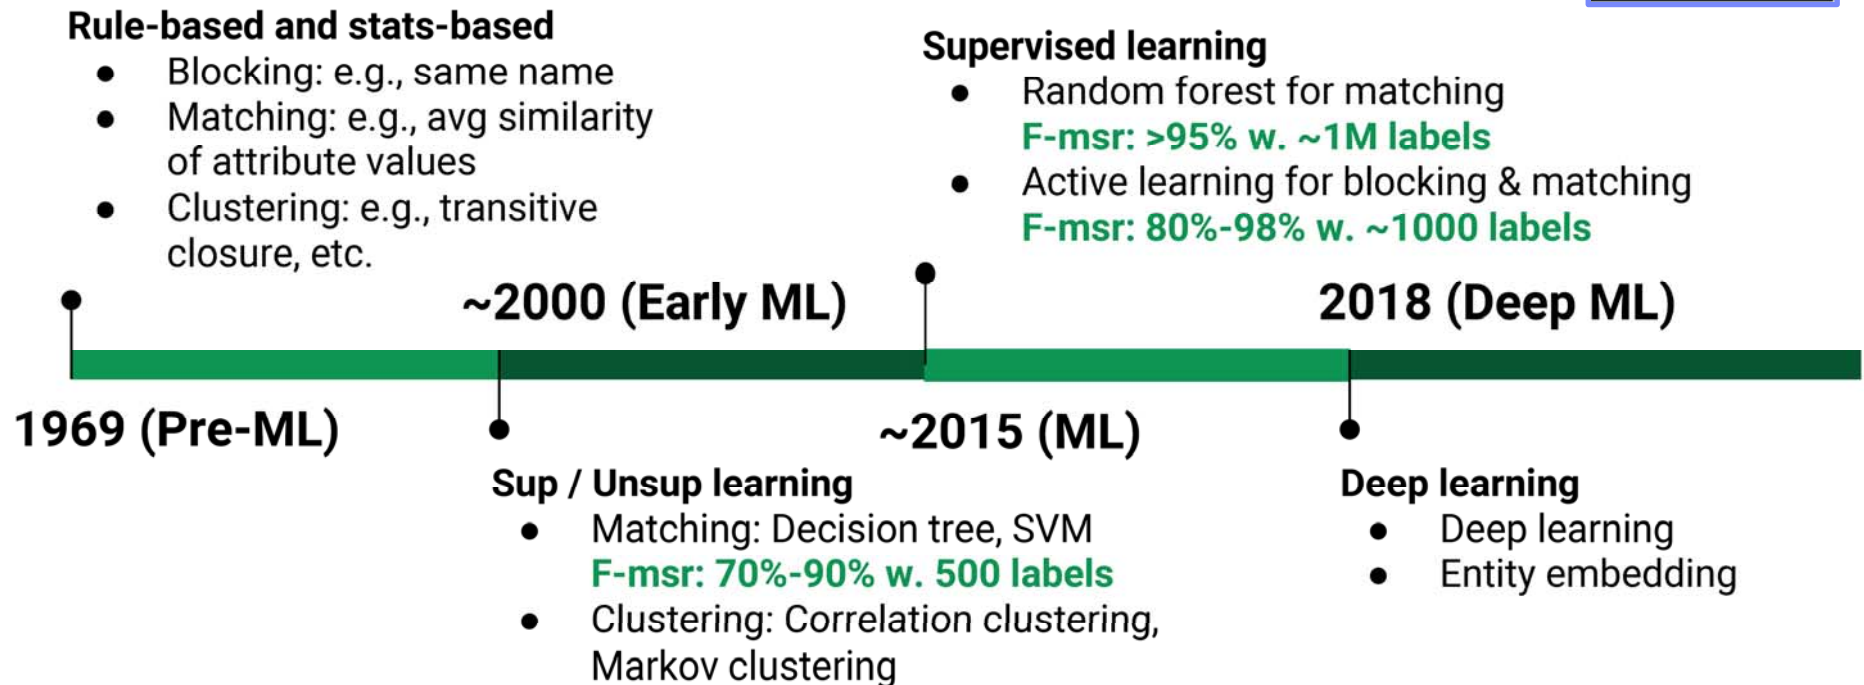 Rule-based and stats-based
● Blocking: e.g., same name
● Matching: e.g., avg similarity
of attribute values
● Clustering: e.g., transitive
closure, etc.
1969 (Pre-ML)
~2000 (Early ML)
Sup / Unsup learning
● Matching: Decision tree, SVM
F-msr: 70%-90% w. 500 labels
● Clustering: Correlation clustering,
Markov clustering
Supervised learning
● Random forest for matching
F-msr: >95% w. ~1M labels
● Active learning for blocking & matching
F-msr: 80%-98% w. ~1000 labels
~2015 (ML)
2018 (Deep ML)
Deep learning
● Deep learning
● Entity embedding